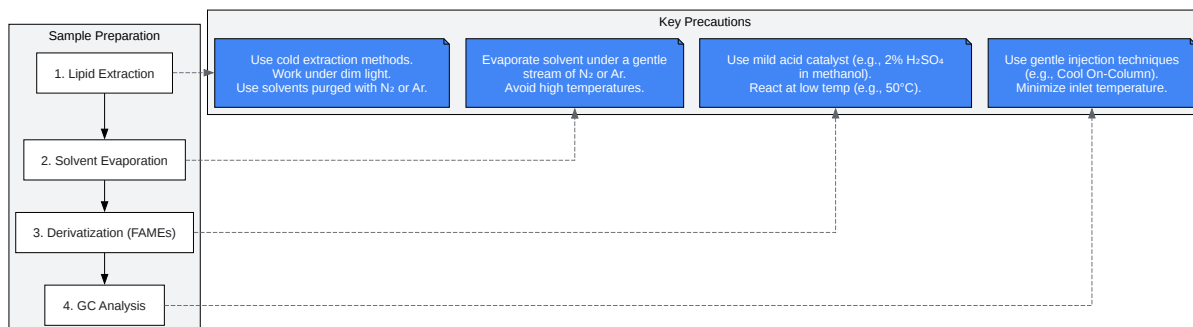 Key Precautions
Sample Preparation
1. Lipid Extraction
Use cold extraction methods.
Work under dim light.
Use solvents purged with N₂ or Ar.
Evaporate solvent under a gentle
stream of N₂ or Ar.
Avoid high temperatures.
Use mild acid catalyst (e.g., 2% H₂SO₄
in methanol).
React at low temp (e.g., 50°C).
Use gentle injection techniques
(e.g., Cool On-Column).
Minimize inlet temperature.
2. Solvent Evaporation
3. Derivatization (FAMEs)
4. GC Analysis